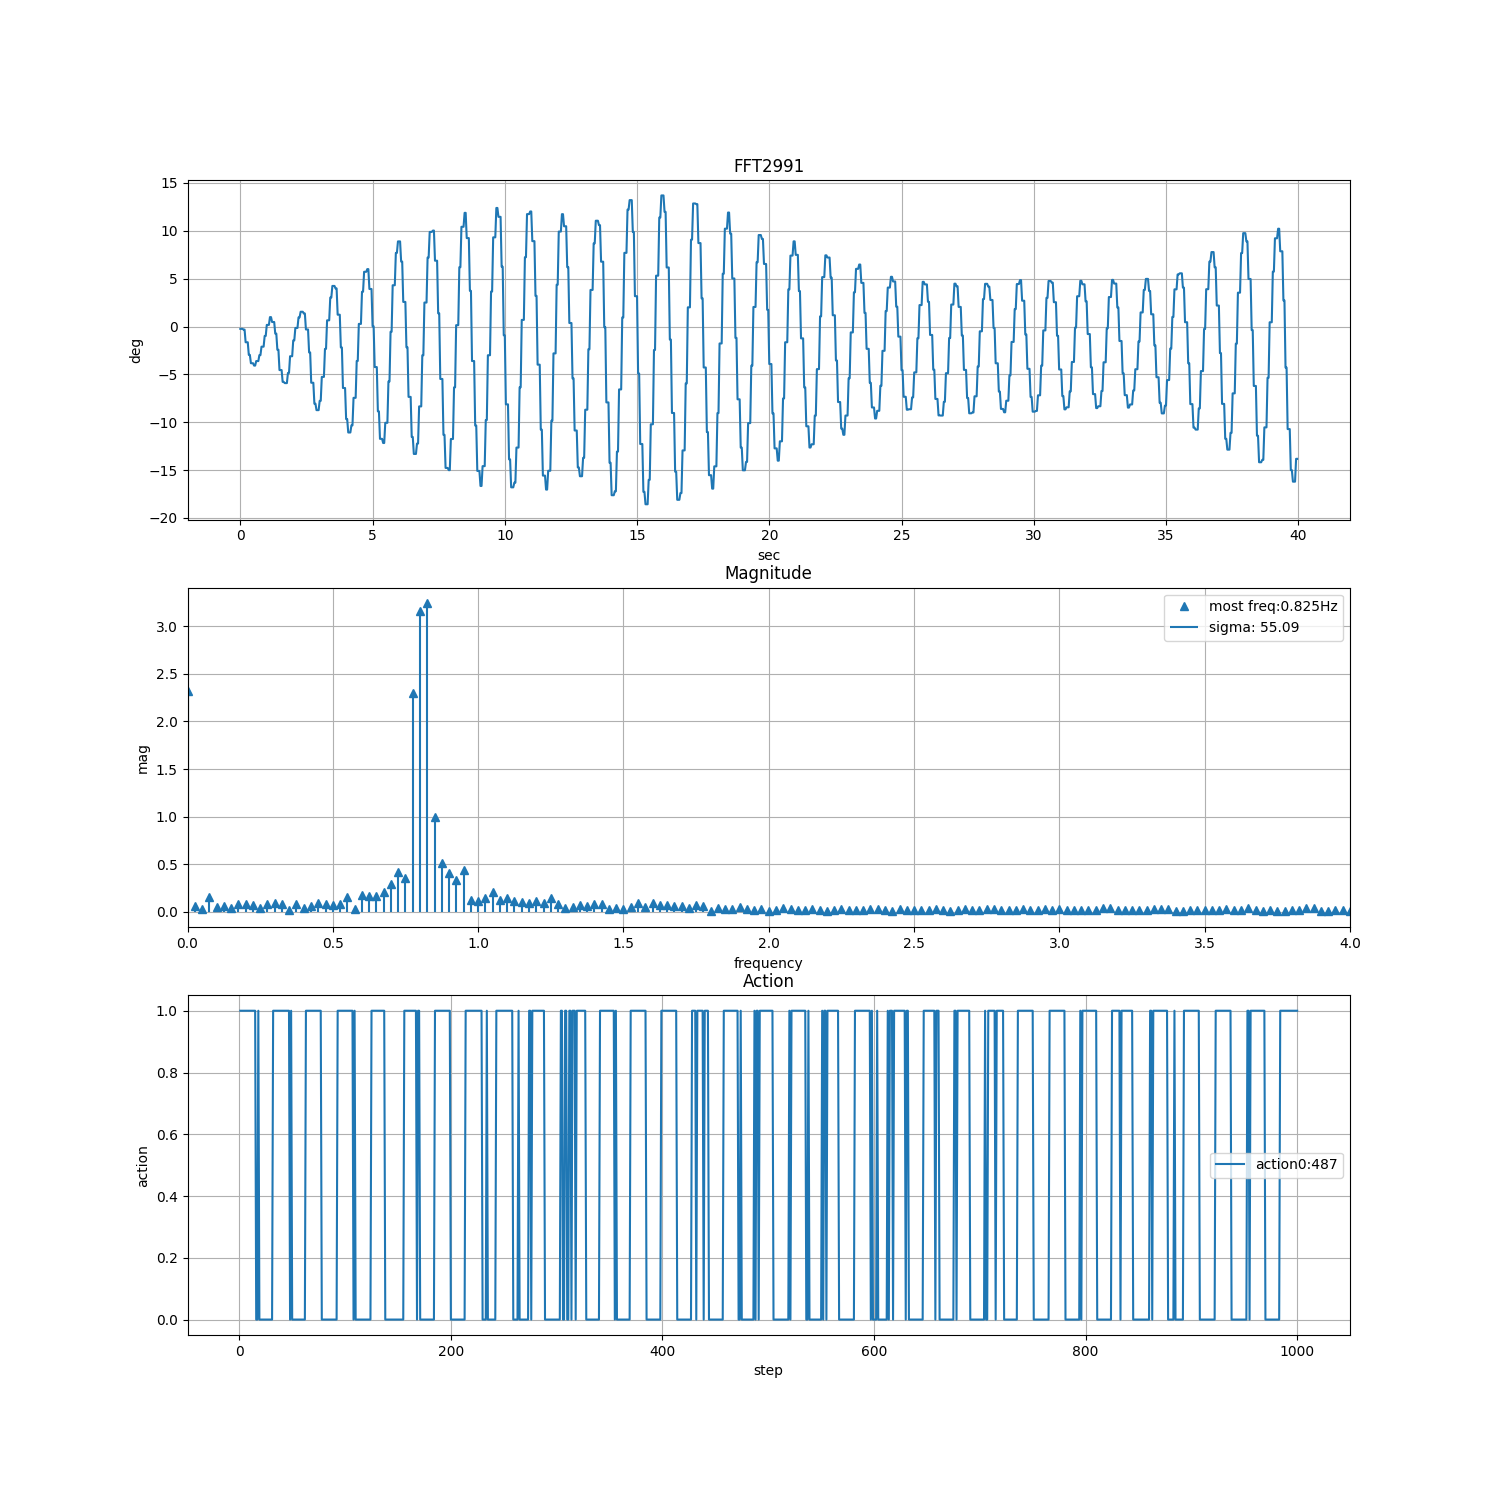 FFT2991
15
10
5
0
−5
−10
−15
−20
deg
0 5 10 15 20 25 30 35 40
sec
Magnitude
most freq:0.825Hz
sigma: 55.09
3.0
2.5
2.0
1.5
1.0
0.5
0.0
mag
0.0 0.5 1.0 1.5 2.0 2.5 3.0 3.5 4.0
frequency
Action
1.0
0.8
0.6
0.4
0.2
0.0
action
action0:487
0 200 400 600 800 1000
step